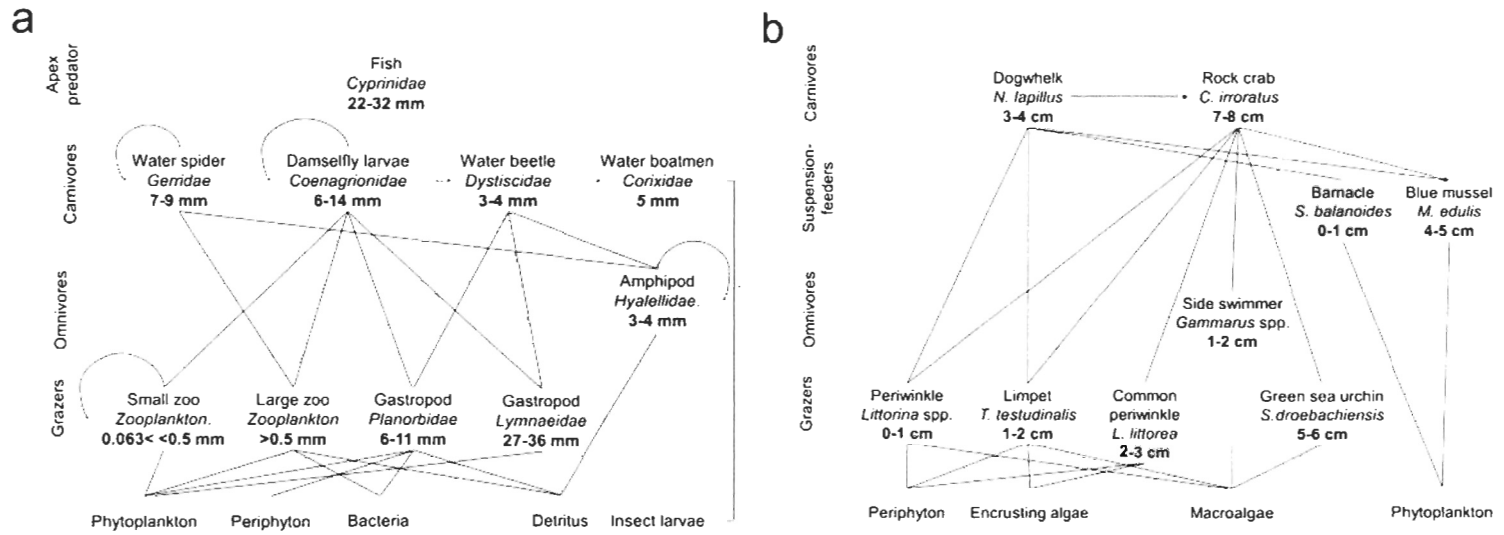 a
Apex
predator
Fish
Cyprinidae
22-32 mm
Carnivores
Water spider
Gerridae
7-9 mm
Damselfly larvae
Coenagrionidae
6-14 mm
Water beetle
Dystiscidae
3-4 mm
Water boatmen
Corixidae
5 mm
Omnivores
Amphipod
Hyalellidae.
3-4 mm
Grazers
Small zoo
Zooplankton.
0.063< <0.5 mm
Large zoo
Zooplankton
>0.5 mm
Gastropod
Planorbidae
6-11 mm
Gastropod
Lymnaeidae
27-36 mm
Phytoplankton
Periphyton
Bacteria
Detritus
Insect larvae
b
Carnivores
Dogwhelk
N. lapillus
3-4 cm
Rock crab
C. irroratus
7-8 cm
Suspension-
feeders
Barnacle
S. balanoides
0-1 cm
Blue mussel
M. edulis
4-5 cm
Omnivores
Side swimmer
Gammarus spp.
1-2 cm
Grazers
Periwinkle
Littorina spp.
0-1 cm
Limpet
T. testudinalis
1-2 cm
Common
periwinkle
L. littorea
2-3 cm
Green sea urchin
S.droebachiensis
5-6 cm
Periphyton
Encrusting algae
Macroalgae
Phytoplankton